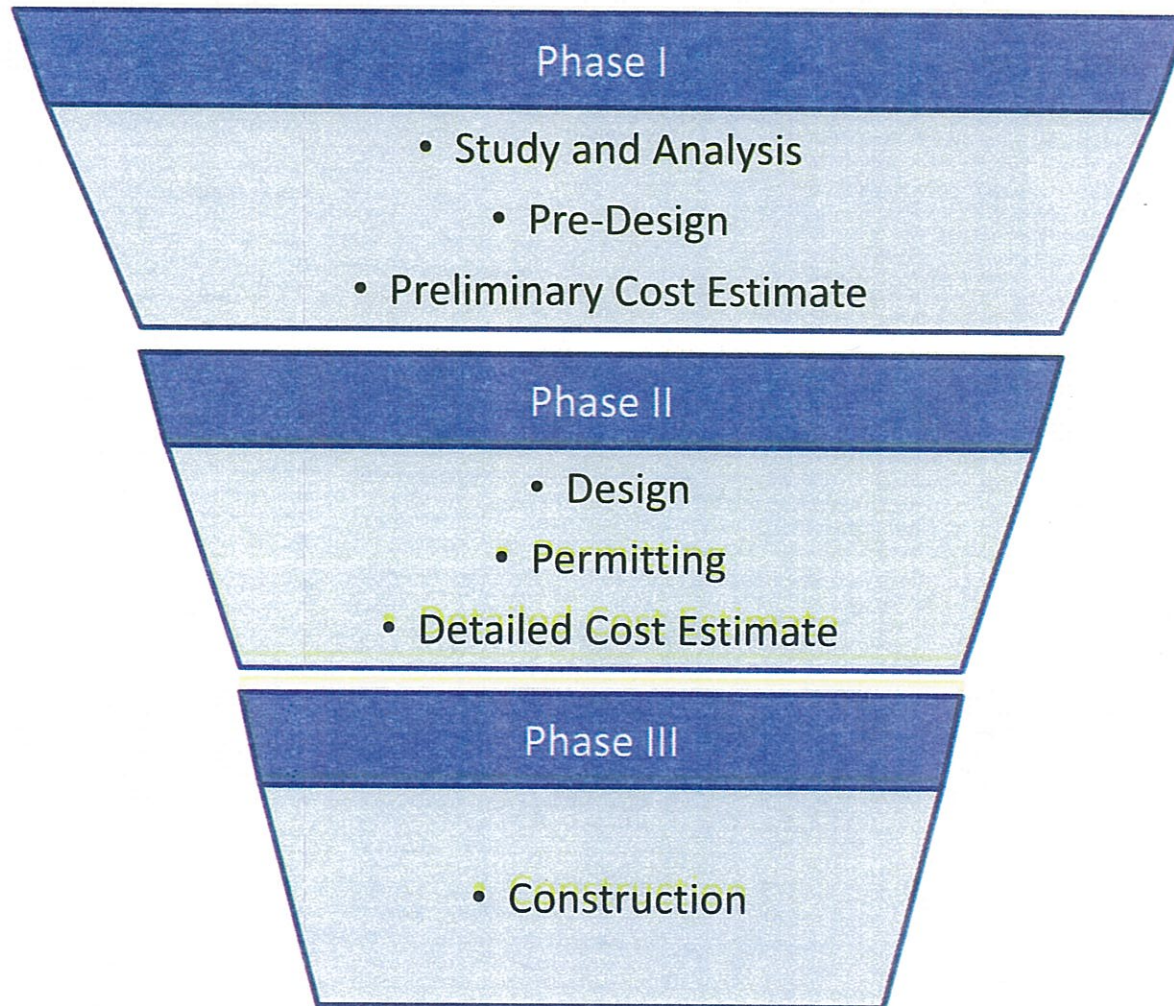 Phase I
• Study and Analysis
• Pre-Design
• Preliminary Cost Estimate
Phase II
• Design
• Permitting
• Detailed Cost Estimate
Phase III
• Construction